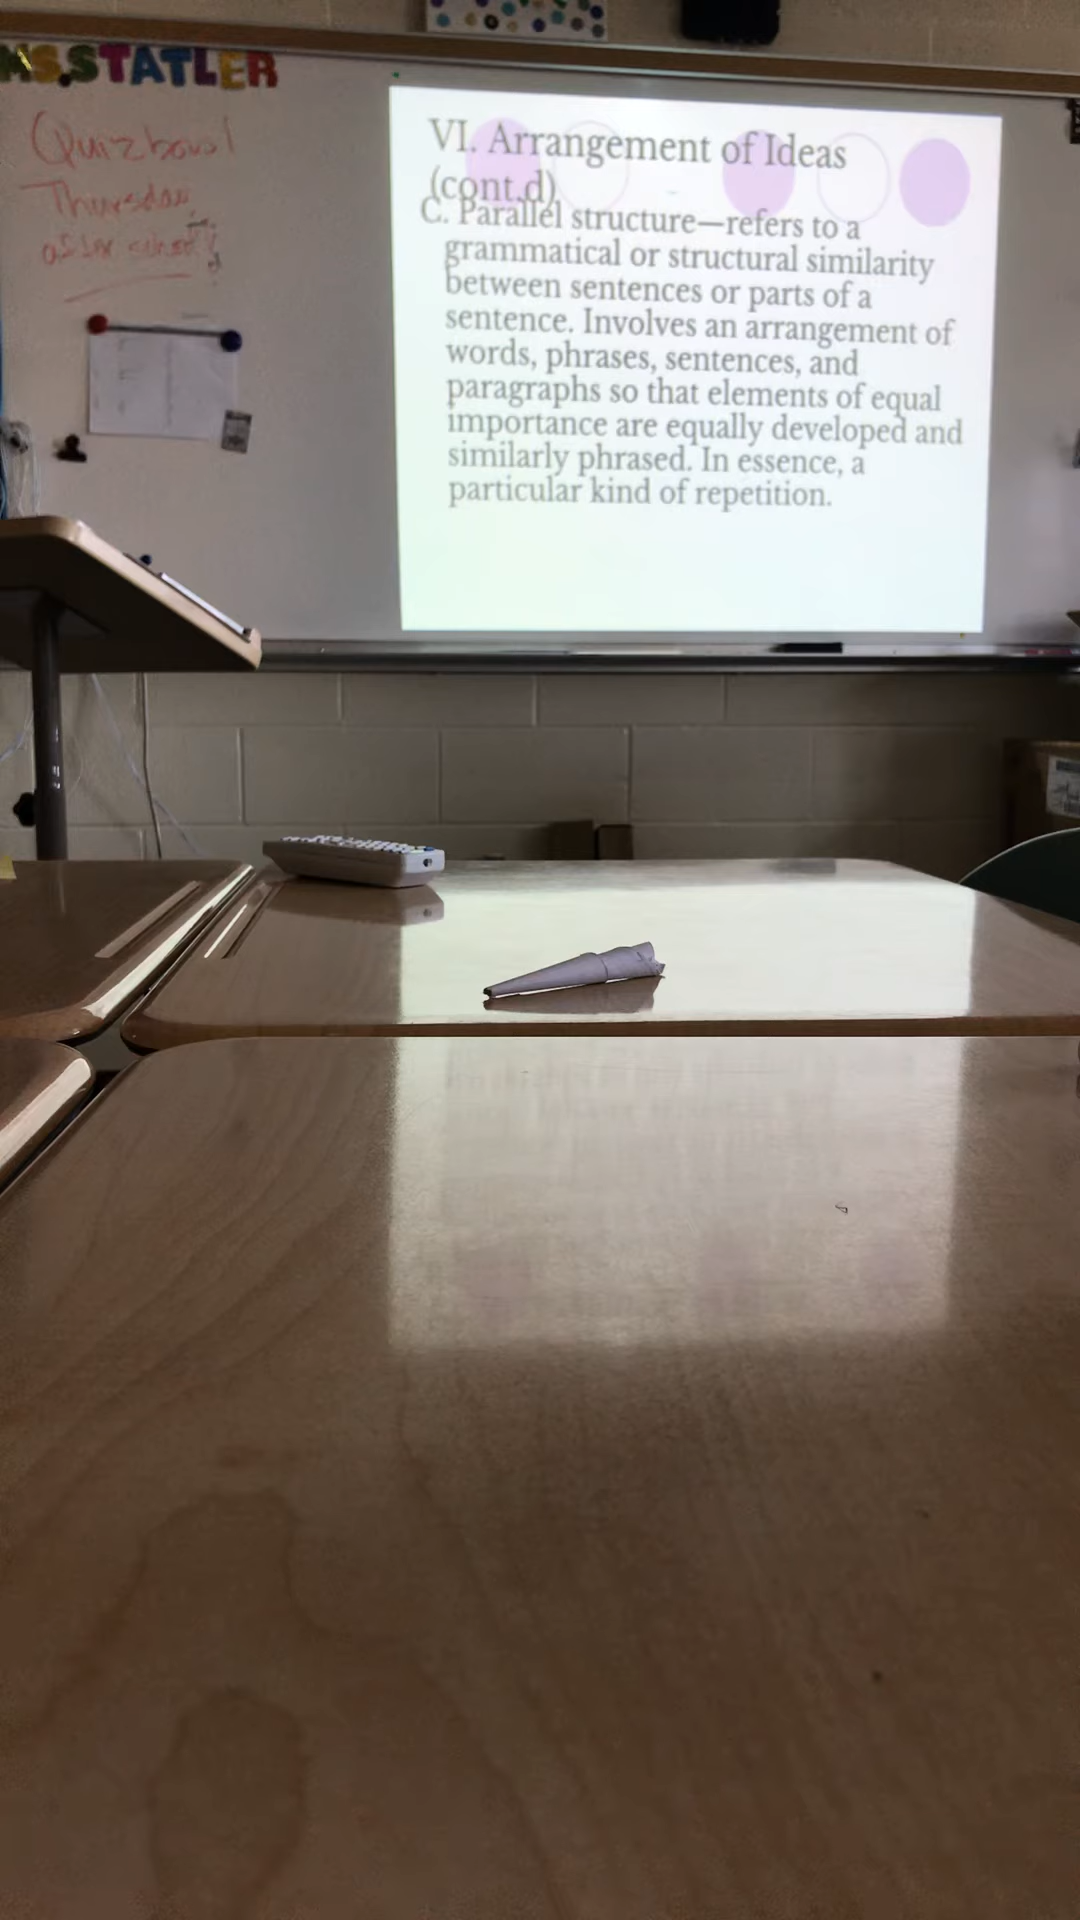 MS. STATLER
Quizbowl
Thursday
after school!
VI. Arrangement of Ideas
(cont.d)
C. Parallel structure—refers to a
grammatical or structural similarity
between sentences or parts of a
sentence. Involves an arrangement of
words, phrases, sentences, and
paragraphs so that elements of equal
importance are equally developed and
similarly phrased. In essence, a
particular kind of repetition.